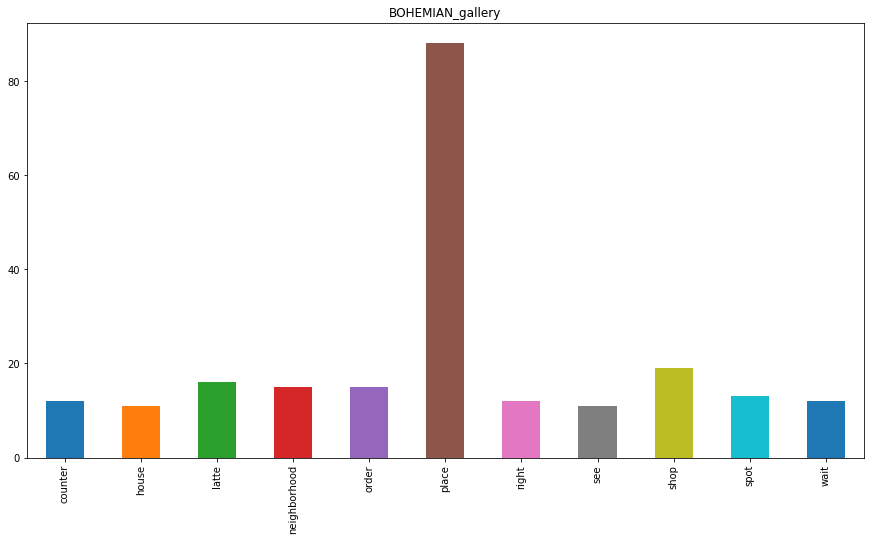 BOHEMIAN_gallery
80
60
40
20
0
counter
house
latte
neighborhood
order
place
right
see
shop
spot
wait